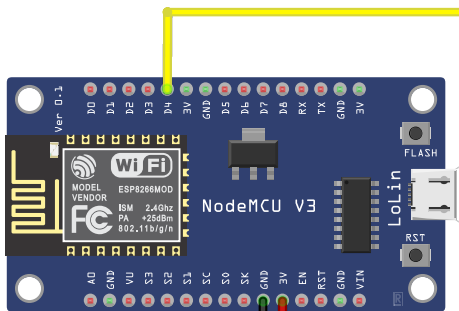 Ver 0.1
D0 D1 D2 D3 D4 3V GND D5 D6 D7 D8 RX TX GND 3V
FLASH
WiFi
MODEL ESP8266MOD
VENDOR
FC ISM 2.4Ghz
PA +25dBm
802.11b/g/n
NodeMCU V3
LoLin
RST
A0 GND VU S3 S2 S1 SC S0 SK GND 3V EN RST GND VIN